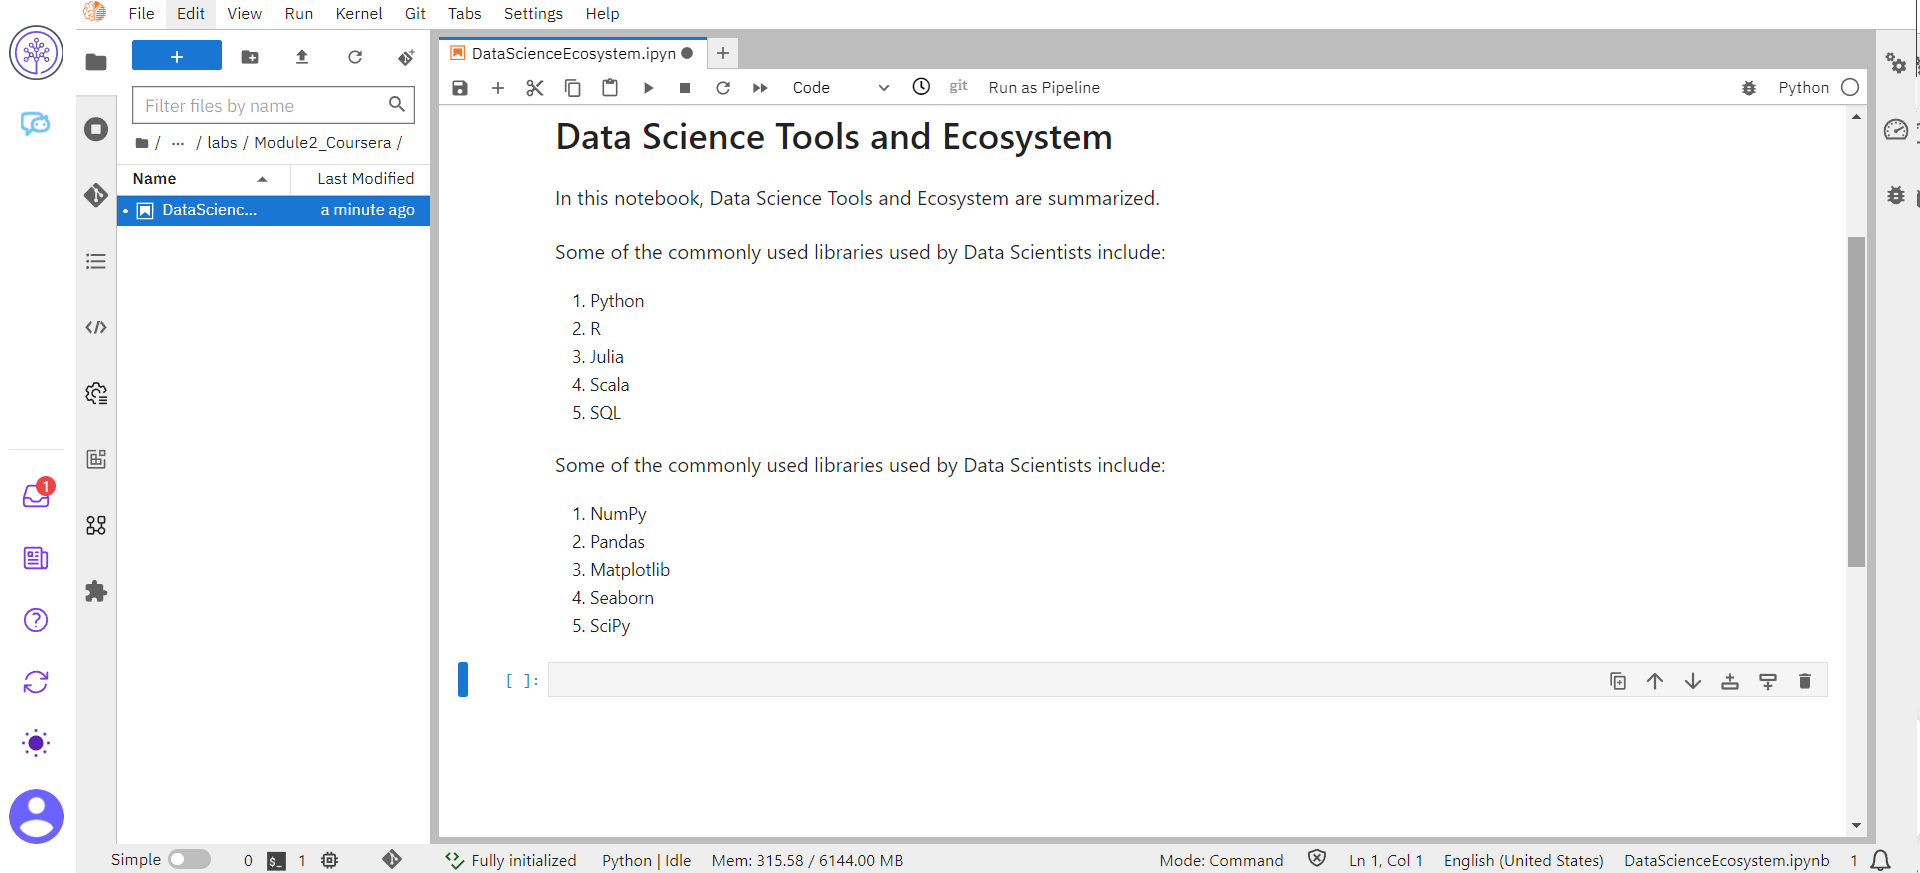 File Edit View Run Kernel Git Tabs Settings Help
+
Filter files by name
/ ... / labs / Module2_Coursera /
Name Last Modified
DataScienc... a minute ago
DataScienceEcosystem.ipyn
Code git Run as Pipeline Python
Data Science Tools and Ecosystem
In this notebook, Data Science Tools and Ecosystem are summarized.
Some of the commonly used libraries used by Data Scientists include:
1. Python
2. R
3. Julia
4. Scala
5. SQL
Some of the commonly used libraries used by Data Scientists include:
1. NumPy
2. Pandas
3. Matplotlib
4. Seaborn
5. SciPy
[ ]:
1
Simple 0 $_ 1 Fully initialized Python | Idle Mem: 315.58 / 6144.00 MB Mode: Command Ln 1, Col 1 English (United States) DataScienceEcosystem.ipynb 1